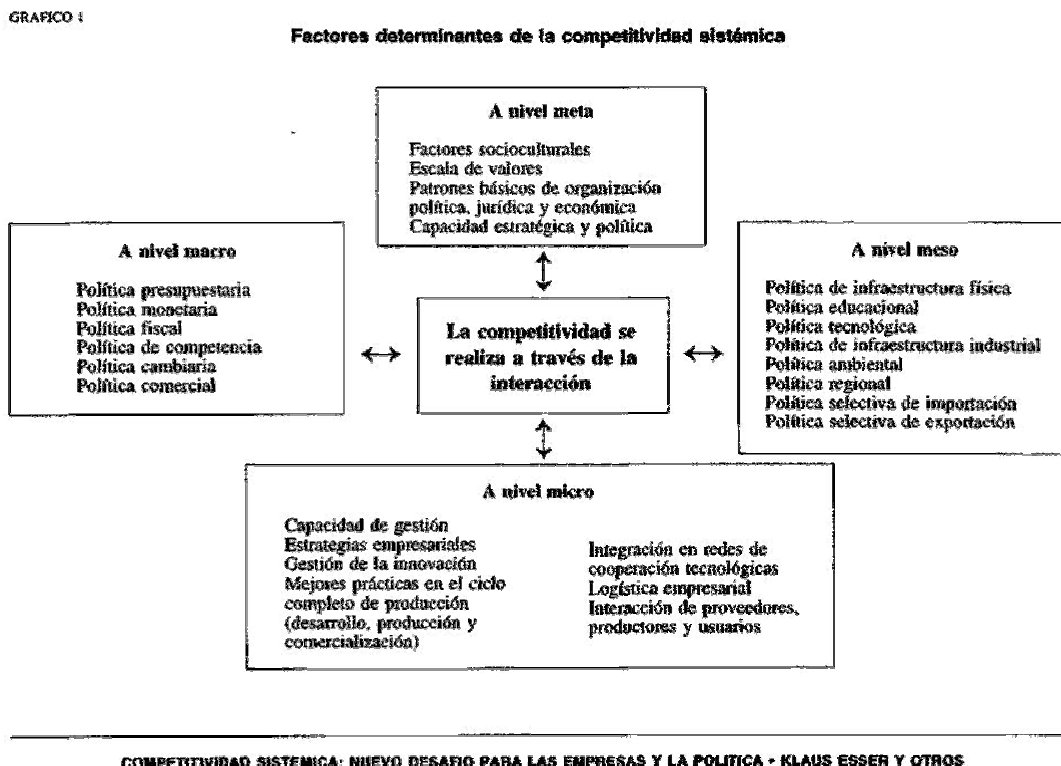 GRAFICO 1
Factores determinantes de la competitividad sistémica
A nivel meta
Factores socioculturales
Escala de valores
Patrones básicos de organización
política, jurídica y económica
Capacidad estratégica y política
A nivel macro
Política presupuestaria
Política monetaria
Política fiscal
Política de competencia
Política cambiaria
Política comercial
La competitividad se
realiza a través de la
interacción
A nivel meso
Política de infraestructura física
Política educacional
Política tecnológica
Política de infraestructura industrial
Política ambiental
Política regional
Política selectiva de importación
Política selectiva de exportación
A nivel micro
Capacidad de gestión
Estrategias empresariales
Gestión de la innovación
Mejores prácticas en el ciclo
completo de producción
(desarrollo, producción y
comercialización)
Integración en redes de
cooperación tecnológicas
Logística empresarial
Interacción de proveedores,
productores y usuarios
COMPETITIVIDAD SISTEMICA: NUEVO DESAFIO PARA LAS EMPRESAS Y LA POLITICA • KLAUS ESSER Y OTROS